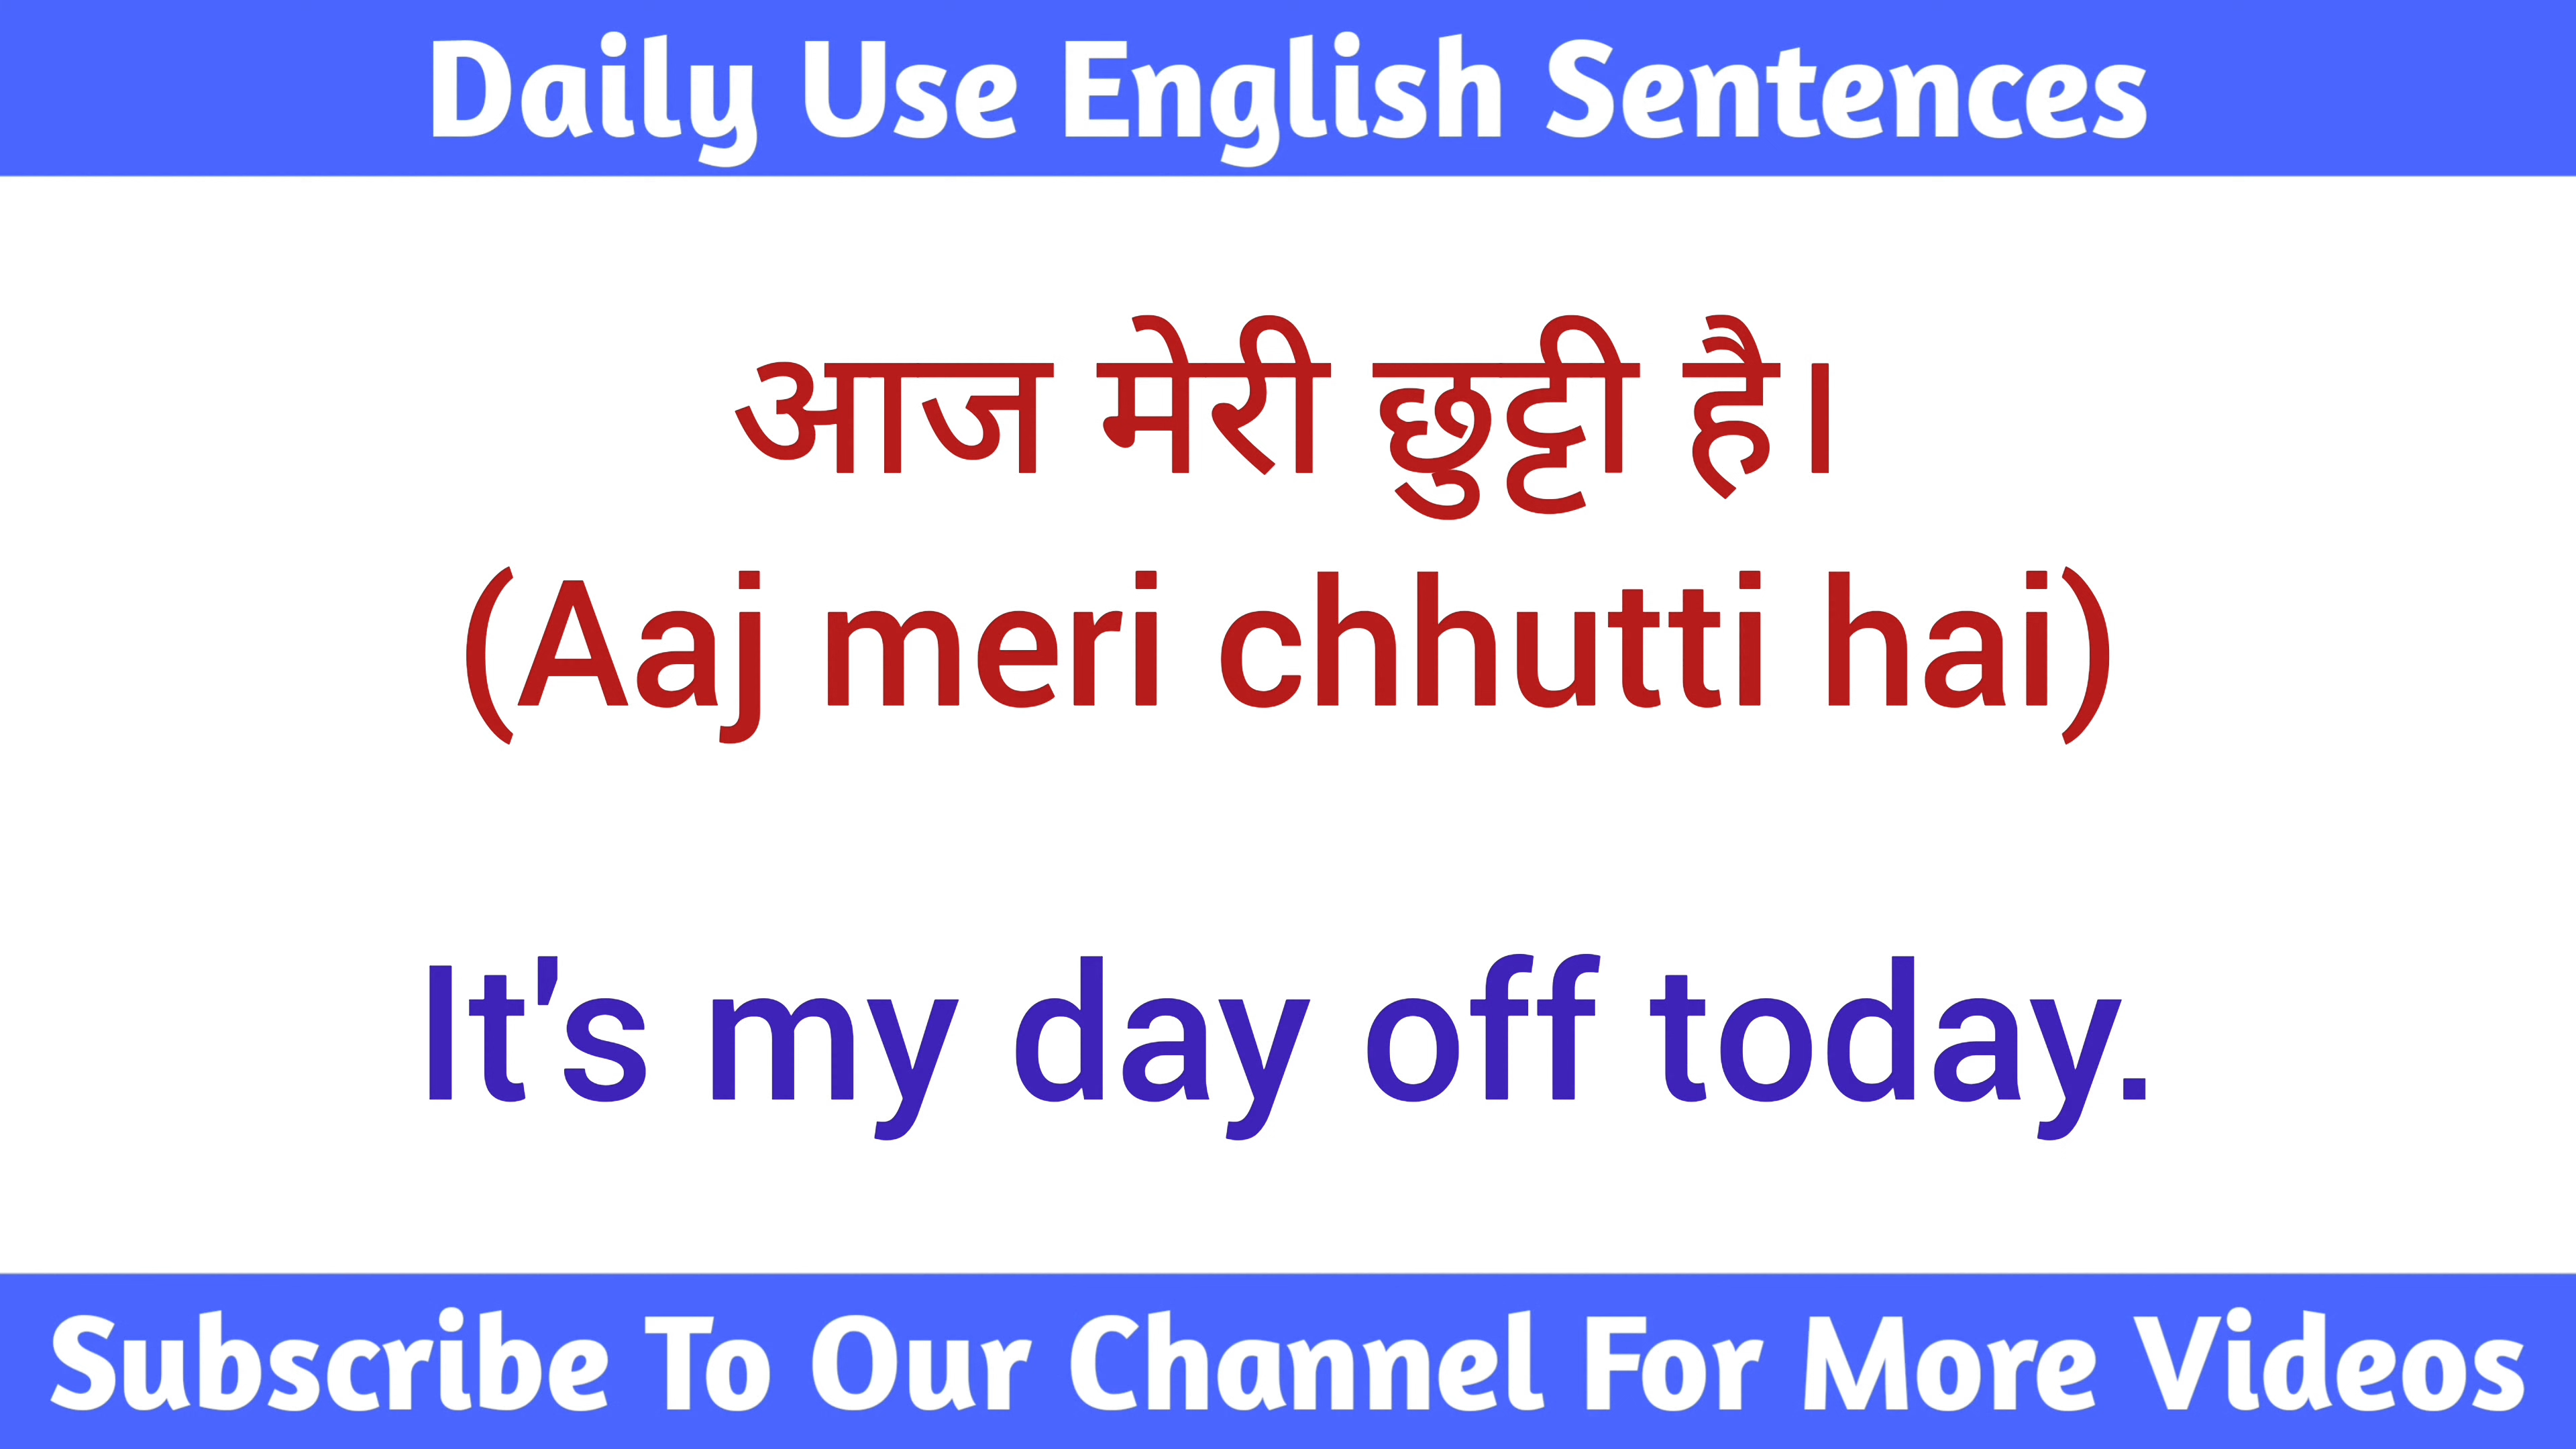 Daily Use English Sentences
आज मेरी छुट्टी है।
(Aaj meri chhutti hai)
It's my day off today.
Subscribe To Our Channel For More Videos